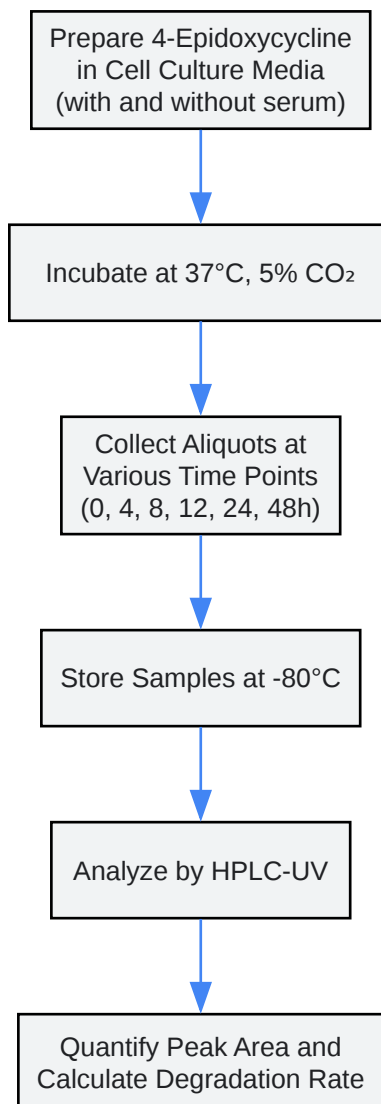 Prepare 4-Epidoxycycline
in Cell Culture Media
(with and without serum)
Incubate at 37°C, 5% CO₂
Collect Aliquots at
Various Time Points
(0, 4, 8, 12, 24, 48h)
Store Samples at -80°C
Analyze by HPLC-UV
Quantify Peak Area and
Calculate Degradation Rate